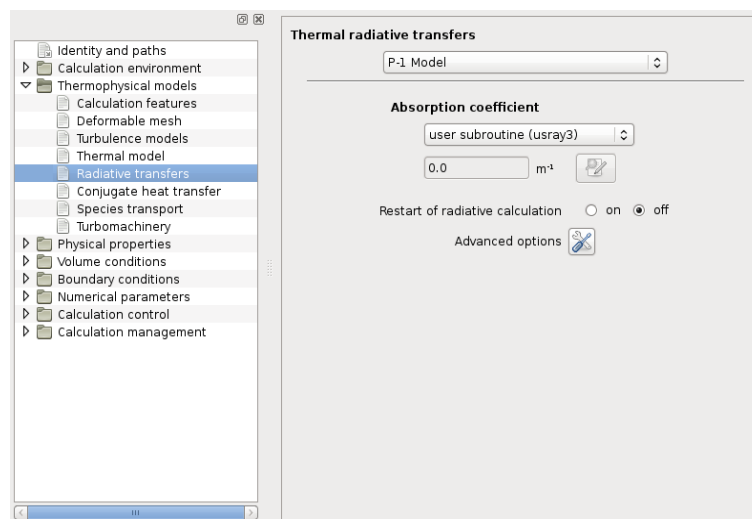 Identity and paths
Calculation environment
Thermophysical models
Calculation features
Deformable mesh
Turbulence models
Thermal model
Radiative transfers
Conjugate heat transfer
Species transport
Turbomachinery
Physical properties
Volume conditions
Boundary conditions
Numerical parameters
Calculation control
Calculation management
Thermal radiative transfers
P-1 Model
Absorption coefficient
user subroutine (usray3)
0.0 m⁻¹
Restart of radiative calculation on off
Advanced options